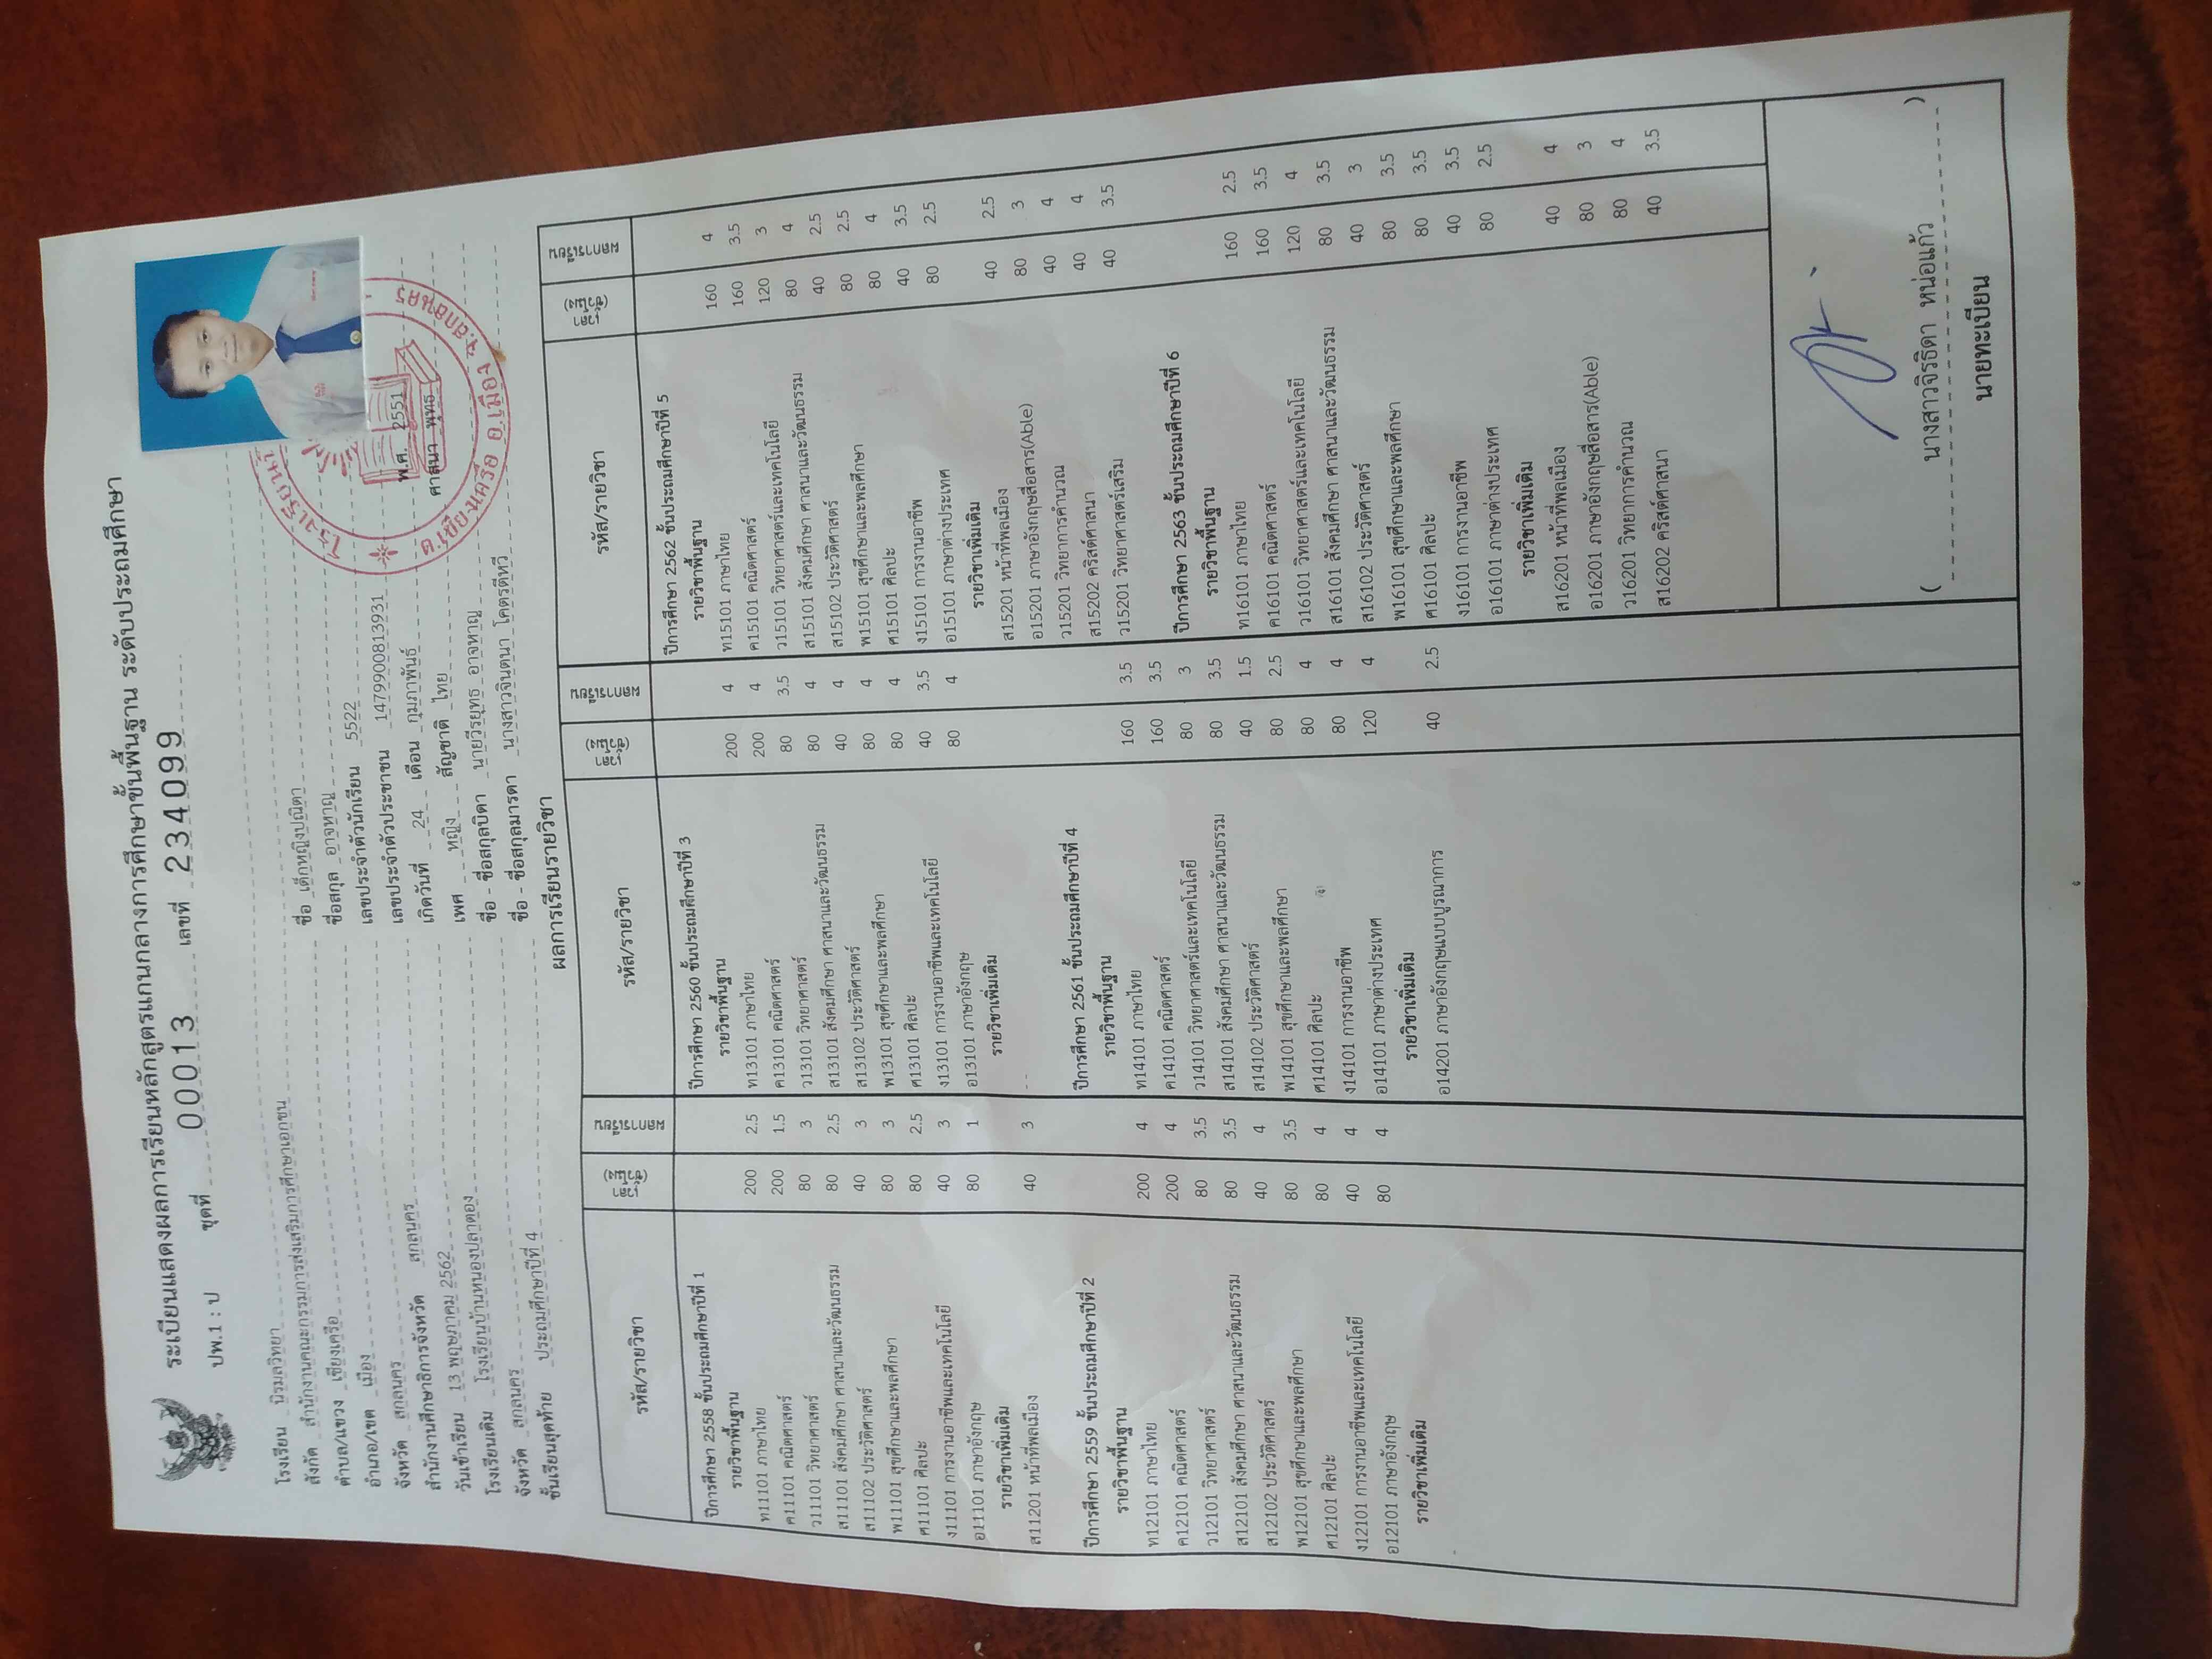 ระเบียนแสดงผลการเรียนหลักสูตรแกนกลางการศึกษาขั้นพื้นฐาน ระดับประถมศึกษา
ปพ.1 : ป ชุดที่ 00013 เลขที่ 234099
โรงเรียน นิรมลวิทยา
สังกัด สำนักงานคณะกรรมการส่งเสริมการศึกษาเอกชน
ตำบล/แขวง เชียงเครือ
อำเภอ/เขต เมือง
จังหวัด สกลนคร
สำนักงานศึกษาธิการจังหวัด สกลนคร
วันเข้าเรียน 13 พฤษภาคม 2562
โรงเรียนเดิม โรงเรียนบ้านหนองปลาตอง
จังหวัด สกลนคร
ชั้นเรียนสุดท้าย ประถมศึกษาปีที่ 4
ชื่อ เด็กหญิงปณิตา
ชื่อสกุล อาจหาญ
เลขประจำตัวนักเรียน 5522
เลขประจำตัวประชาชน 1479900813931
เกิดวันที่ 24 เดือน กุมภาพันธ์ พ.ศ. 2551
เพศ หญิง สัญชาติ ไทย ศาสนา พุทธ
ชื่อ - ชื่อสกุลบิดา นายวีรยุทธ อาจหาญ
ชื่อ - ชื่อสกุลมารดา นางสาวจินตนา โคตรตีหวี
ผลการเรียนรายวิชา
รหัส/รายวิชา เวลา (ชั่วโมง) ผลการเรียน
ปีการศึกษา 2558 ชั้นประถมศึกษาปีที่ 1
รายวิชาพื้นฐาน
ท11101 ภาษาไทย 200 2.5
ค11101 คณิตศาสตร์ 200 1.5
ว11101 วิทยาศาสตร์ 80 3
ส11101 สังคมศึกษา ศาสนาและวัฒนธรรม 80 2.5
ส11102 ประวัติศาสตร์ 40 3
พ11101 สุขศึกษาและพลศึกษา 80 3
ศ11101 ศิลปะ 80 2.5
ง11101 การงานอาชีพและเทคโนโลยี 40 3
อ11101 ภาษาอังกฤษ 80 1
รายวิชาเพิ่มเติม
ส11201 หน้าที่พลเมือง 40 3
ปีการศึกษา 2559 ชั้นประถมศึกษาปีที่ 2
รายวิชาพื้นฐาน
ท12101 ภาษาไทย 200 4
ค12101 คณิตศาสตร์ 200 4
ว12101 วิทยาศาสตร์ 80 3.5
ส12101 สังคมศึกษา ศาสนาและวัฒนธรรม 80 3.5
ส12102 ประวัติศาสตร์ 40 4
พ12101 สุขศึกษาและพลศึกษา 80 3.5
ศ12101 ศิลปะ 80 4
ง12101 การงานอาชีพและเทคโนโลยี 40 4
อ12101 ภาษาอังกฤษ 80 4
รายวิชาเพิ่มเติม
รหัส/รายวิชา เวลา (ชั่วโมง) ผลการเรียน
ปีการศึกษา 2560 ชั้นประถมศึกษาปีที่ 3
รายวิชาพื้นฐาน
ท13101 ภาษาไทย 200 4
ค13101 คณิตศาสตร์ 200 4
ว13101 วิทยาศาสตร์ 80 3.5
ส13101 สังคมศึกษา ศาสนาและวัฒนธรรม 80 4
ส13102 ประวัติศาสตร์ 40 4
พ13101 สุขศึกษาและพลศึกษา 80 4
ศ13101 ศิลปะ 80 4
ง13101 การงานอาชีพและเทคโนโลยี 40 3.5
อ13101 ภาษาอังกฤษ 80 4
รายวิชาเพิ่มเติม
- -
ปีการศึกษา 2561 ชั้นประถมศึกษาปีที่ 4
รายวิชาพื้นฐาน
ท14101 ภาษาไทย 160 3.5
ค14101 คณิตศาสตร์ 160 3.5
ว14101 วิทยาศาสตร์และเทคโนโลยี 80 3
ส14101 สังคมศึกษา ศาสนาและวัฒนธรรม 80 3.5
ส14102 ประวัติศาสตร์ 40 1.5
พ14101 สุขศึกษาและพลศึกษา 80 2.5
ศ14101 ศิลปะ 80 4
ง14101 การงานอาชีพ 80 4
อ14101 ภาษาต่างประเทศ 120 4
รายวิชาเพิ่มเติม
อ14201 ภาษาอังกฤษแบบบูรณาการ 40 2.5
รหัส/รายวิชา เวลา (ชั่วโมง) ผลการเรียน
ปีการศึกษา 2562 ชั้นประถมศึกษาปีที่ 5
รายวิชาพื้นฐาน
ท15101 ภาษาไทย 160 4
ค15101 คณิตศาสตร์ 160 3.5
ว15101 วิทยาศาสตร์และเทคโนโลยี 120 3
ส15101 สังคมศึกษา ศาสนาและวัฒนธรรม 80 4
ส15102 ประวัติศาสตร์ 40 2.5
พ15101 สุขศึกษาและพลศึกษา 80 2.5
ศ15101 ศิลปะ 80 4
ง15101 การงานอาชีพ 40 3.5
อ15101 ภาษาต่างประเทศ 80 2.5
รายวิชาเพิ่มเติม
ส15201 หน้าที่พลเมือง 40 2.5
อ15201 ภาษาอังกฤษสื่อสาร(Able) 80 3
ว15201 วิทยาการคำนวณ 40 4
ส15202 คริสต์ศาสนา 40 4
ว15201 วิทยาศาสตร์เสริม 40 3.5
ปีการศึกษา 2563 ชั้นประถมศึกษาปีที่ 6
รายวิชาพื้นฐาน
ท16101 ภาษาไทย 160 2.5
ค16101 คณิตศาสตร์ 160 3.5
ว16101 วิทยาศาสตร์และเทคโนโลยี 120 4
ส16101 สังคมศึกษา ศาสนาและวัฒนธรรม 80 3.5
ส16102 ประวัติศาสตร์ 40 3
พ16101 สุขศึกษาและพลศึกษา 80 3.5
ศ16101 ศิลปะ 80 3.5
ง16101 การงานอาชีพ 40 3.5
อ16101 ภาษาต่างประเทศ 80 2.5
รายวิชาเพิ่มเติม
ส16201 หน้าที่พลเมือง 40 4
อ16201 ภาษาอังกฤษสื่อสาร(Able) 80 3
ว16201 วิทยาการคำนวณ 80 4
ส16202 คริสต์ศาสนา 40 3.5
( นางสาววิจิรธิดา หน่อแก้ว )
นายทะเบียน